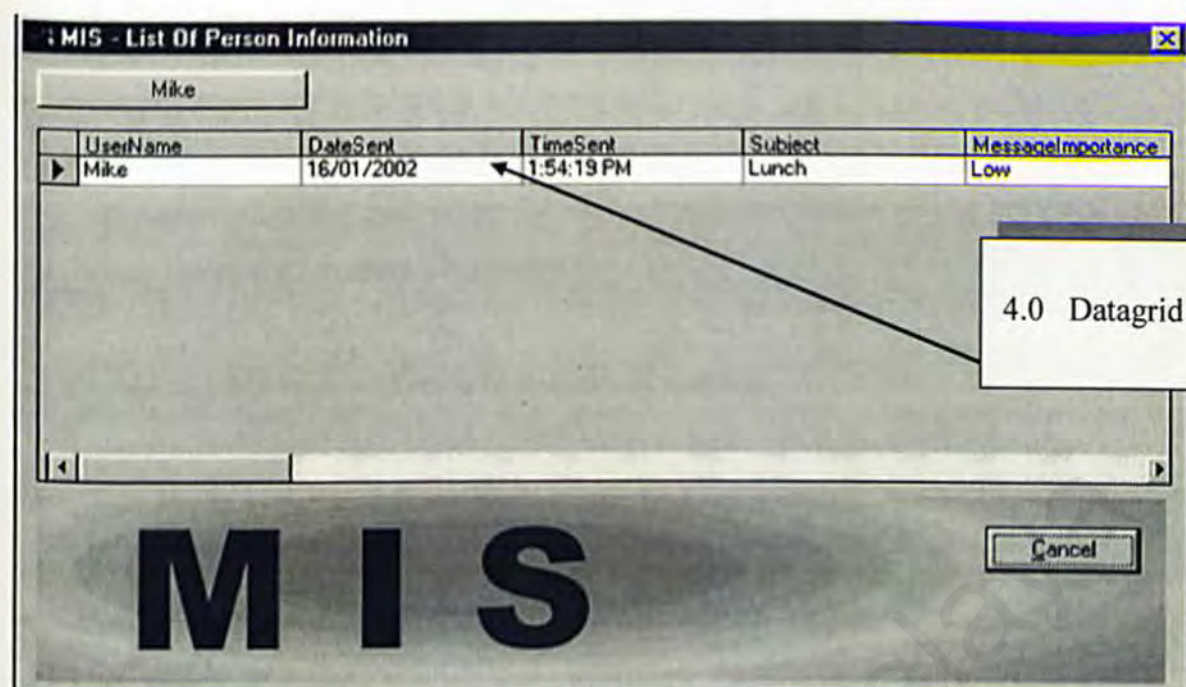 MIS - List Of Person Information
Mike
UserName DateSent TimeSent Subject MessageImportance
Mike 16/01/2002 1:54:19 PM Lunch Low
4.0 Datagrid
M I S
Cancel